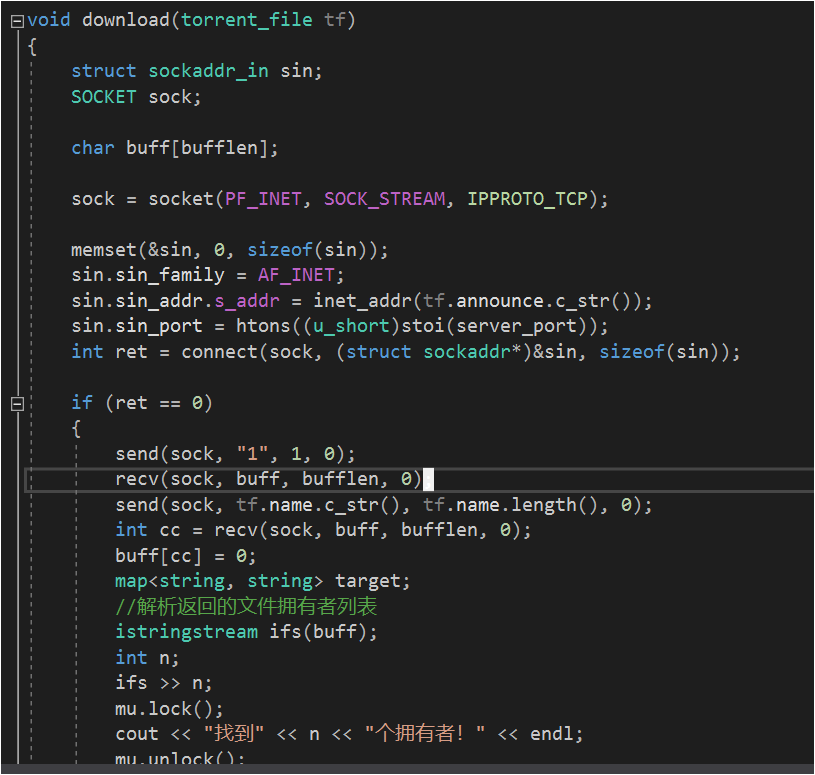 void download(torrent_file tf)
{
struct sockaddr_in sin;
SOCKET sock;
char buff[bufflen];
sock = socket(PF_INET, SOCK_STREAM, IPPROTO_TCP);
memset(&sin, 0, sizeof(sin));
sin.sin_family = AF_INET;
sin.sin_addr.s_addr = inet_addr(tf.announce.c_str());
sin.sin_port = htons((u_short)stoi(server_port));
int ret = connect(sock, (struct sockaddr*)&sin, sizeof(sin));
if (ret == 0)
{
send(sock, "1", 1, 0);
recv(sock, buff, bufflen, 0);
send(sock, tf.name.c_str(), tf.name.length(), 0);
int cc = recv(sock, buff, bufflen, 0);
buff[cc] = 0;
map<string, string> target;
//解析返回的文件拥有者列表
istringstream ifs(buff);
int n;
ifs >> n;
mu.lock();
cout << "找到" << n << "个拥有者！" << endl;
mu.unlock();